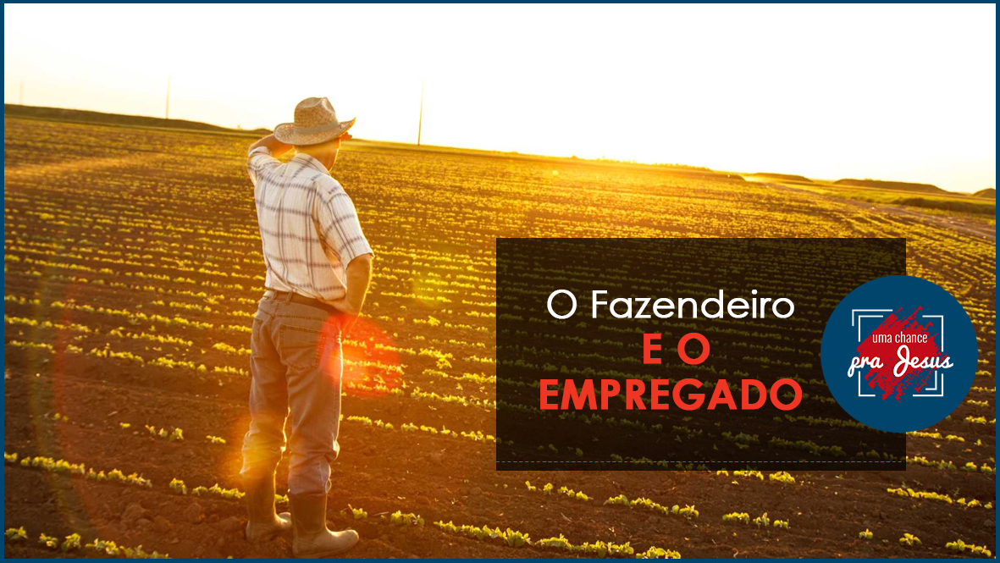 O Fazendeiro
E O
EMPREGADO
uma chance
pra Jesus